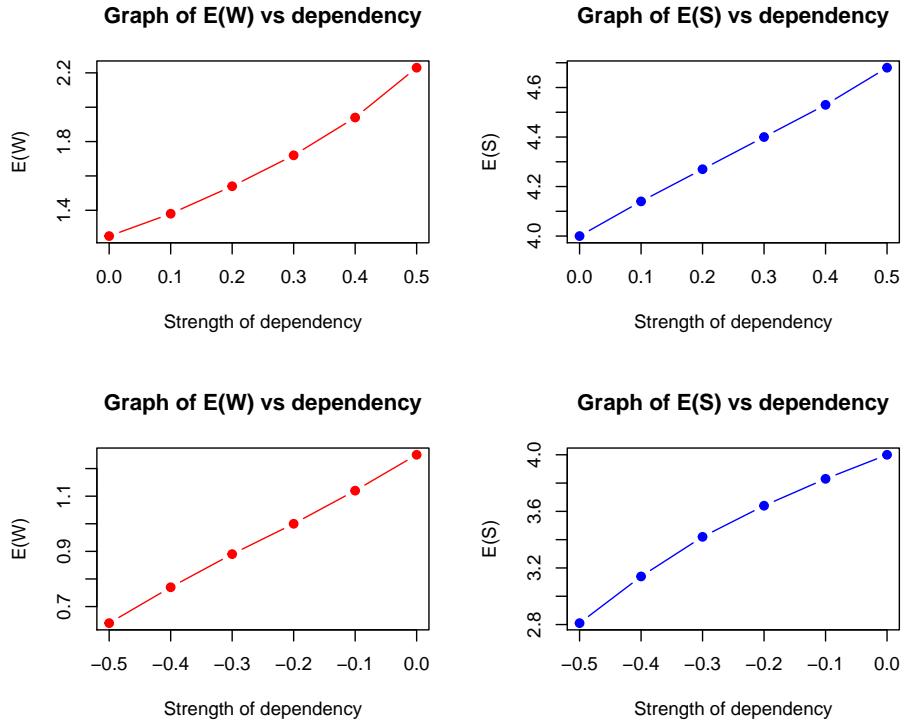 Graph of E(W) vs dependency
E(W)
2.2
1.8
1.4
0.0 0.1 0.2 0.3 0.4 0.5
Strength of dependency
Graph of E(S) vs dependency
E(S)
4.6
4.4
4.2
4.0
0.0 0.1 0.2 0.3 0.4 0.5
Strength of dependency
Graph of E(W) vs dependency
E(W)
1.1
0.9
0.7
−0.5 −0.4 −0.3 −0.2 −0.1 0.0
Strength of dependency
Graph of E(S) vs dependency
E(S)
4.0
3.6
3.2
2.8
−0.5 −0.4 −0.3 −0.2 −0.1 0.0
Strength of dependency